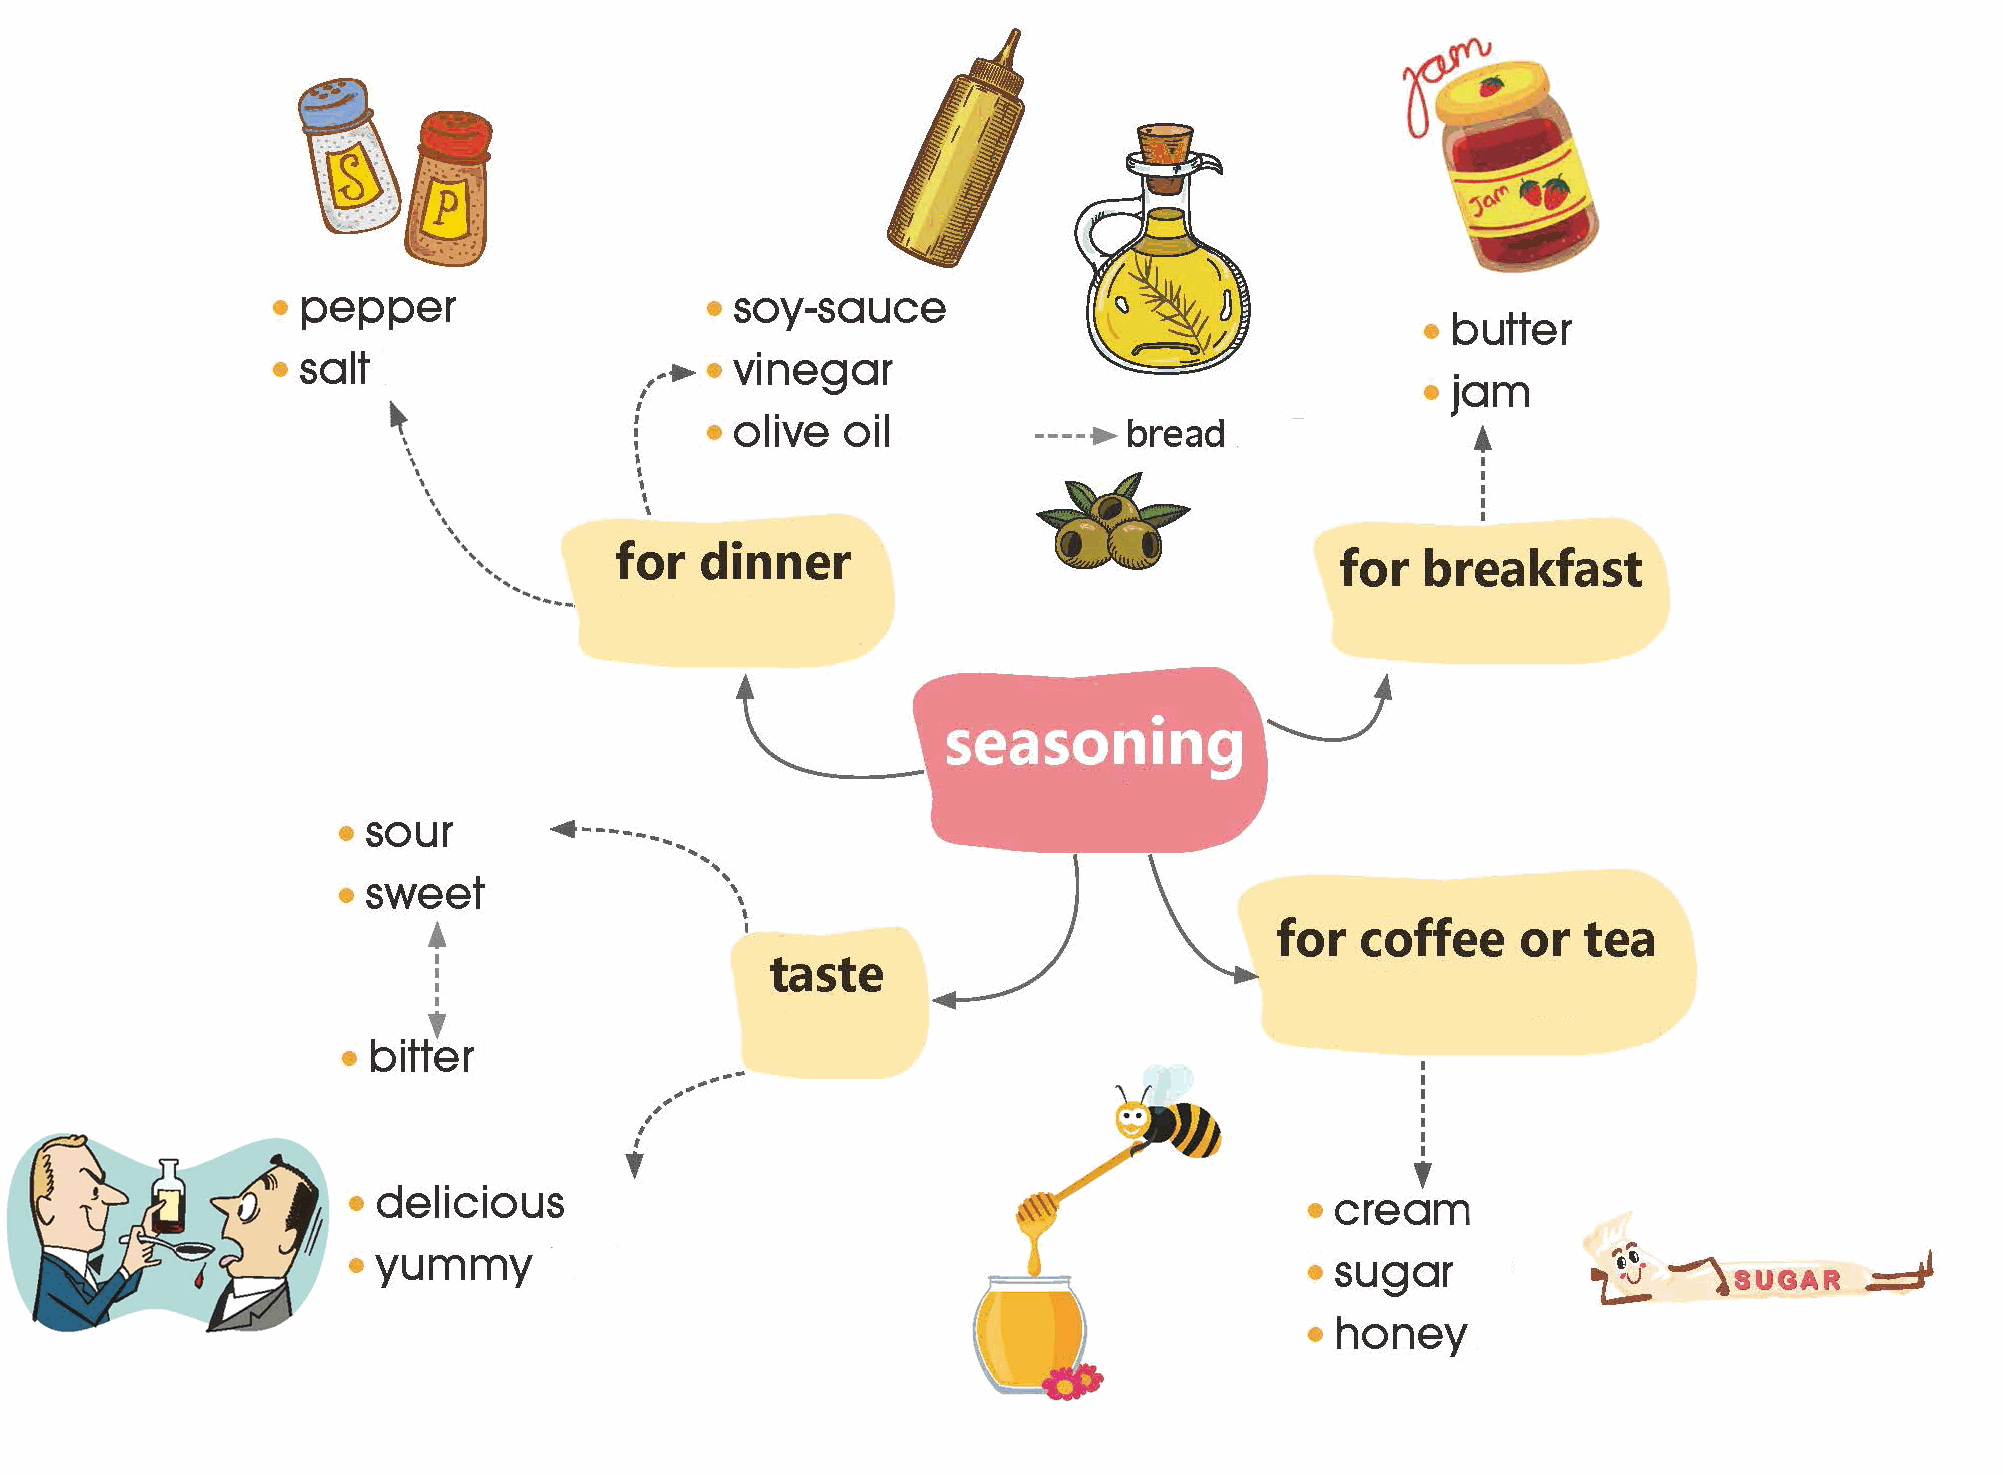 jam
S
P
Jam
pepper
salt
soy-sauce
vinegar
olive oil
bread
butter
jam
for dinner
for breakfast
seasoning
sour
sweet
bitter
taste
for coffee or tea
delicious
yummy
cream
sugar
honey
SUGAR